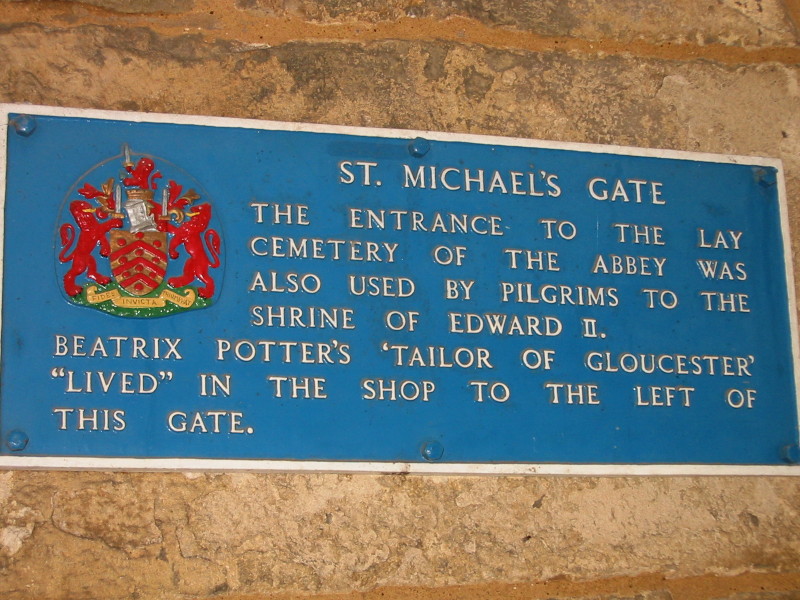 ST. MICHAEL'S GATE
THE ENTRANCE TO THE LAY
CEMETERY OF THE ABBEY WAS
ALSO USED BY PILGRIMS TO THE
SHRINE OF EDWARD II.
FIDES INVICTA TRIUMPHAT
BEATRIX POTTER'S 'TAILOR OF GLOUCESTER'
"LIVED" IN THE SHOP TO THE LEFT OF
THIS GATE.